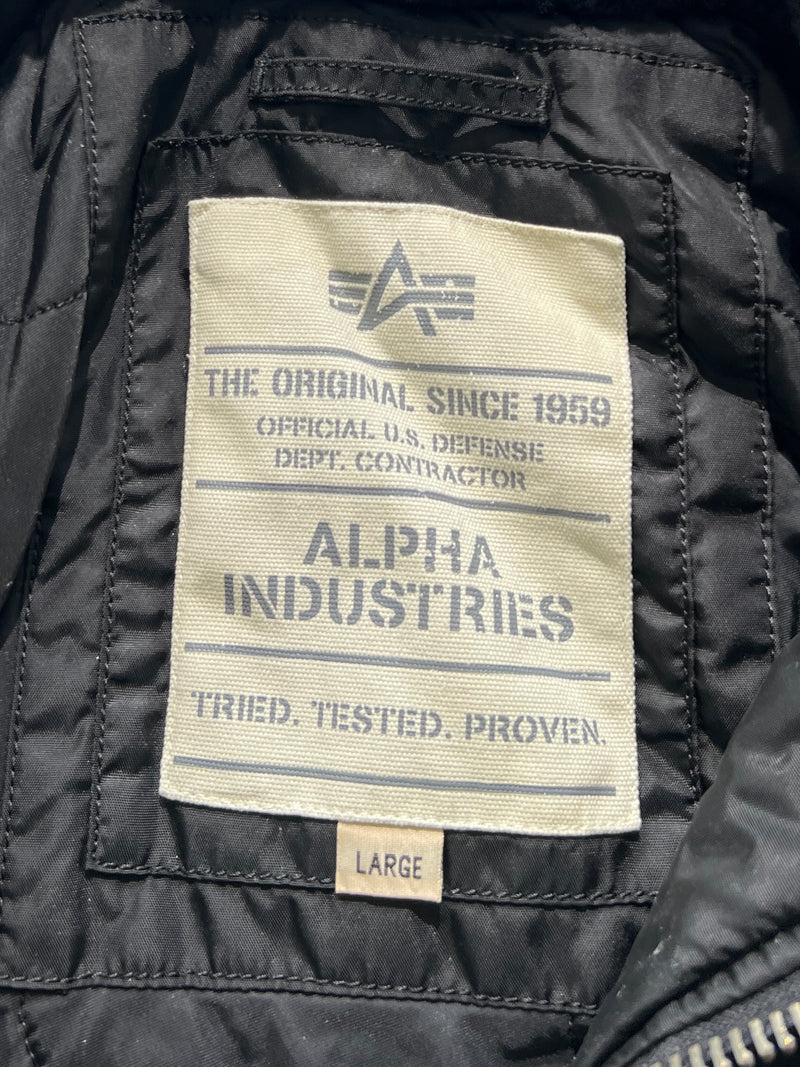 THE ORIGINAL SINCE 1959
OFFICIAL U.S. DEFENSE
DEPT. CONTRACTOR
ALPHA
INDUSTRIES
TRIED. TESTED. PROVEN.
LARGE